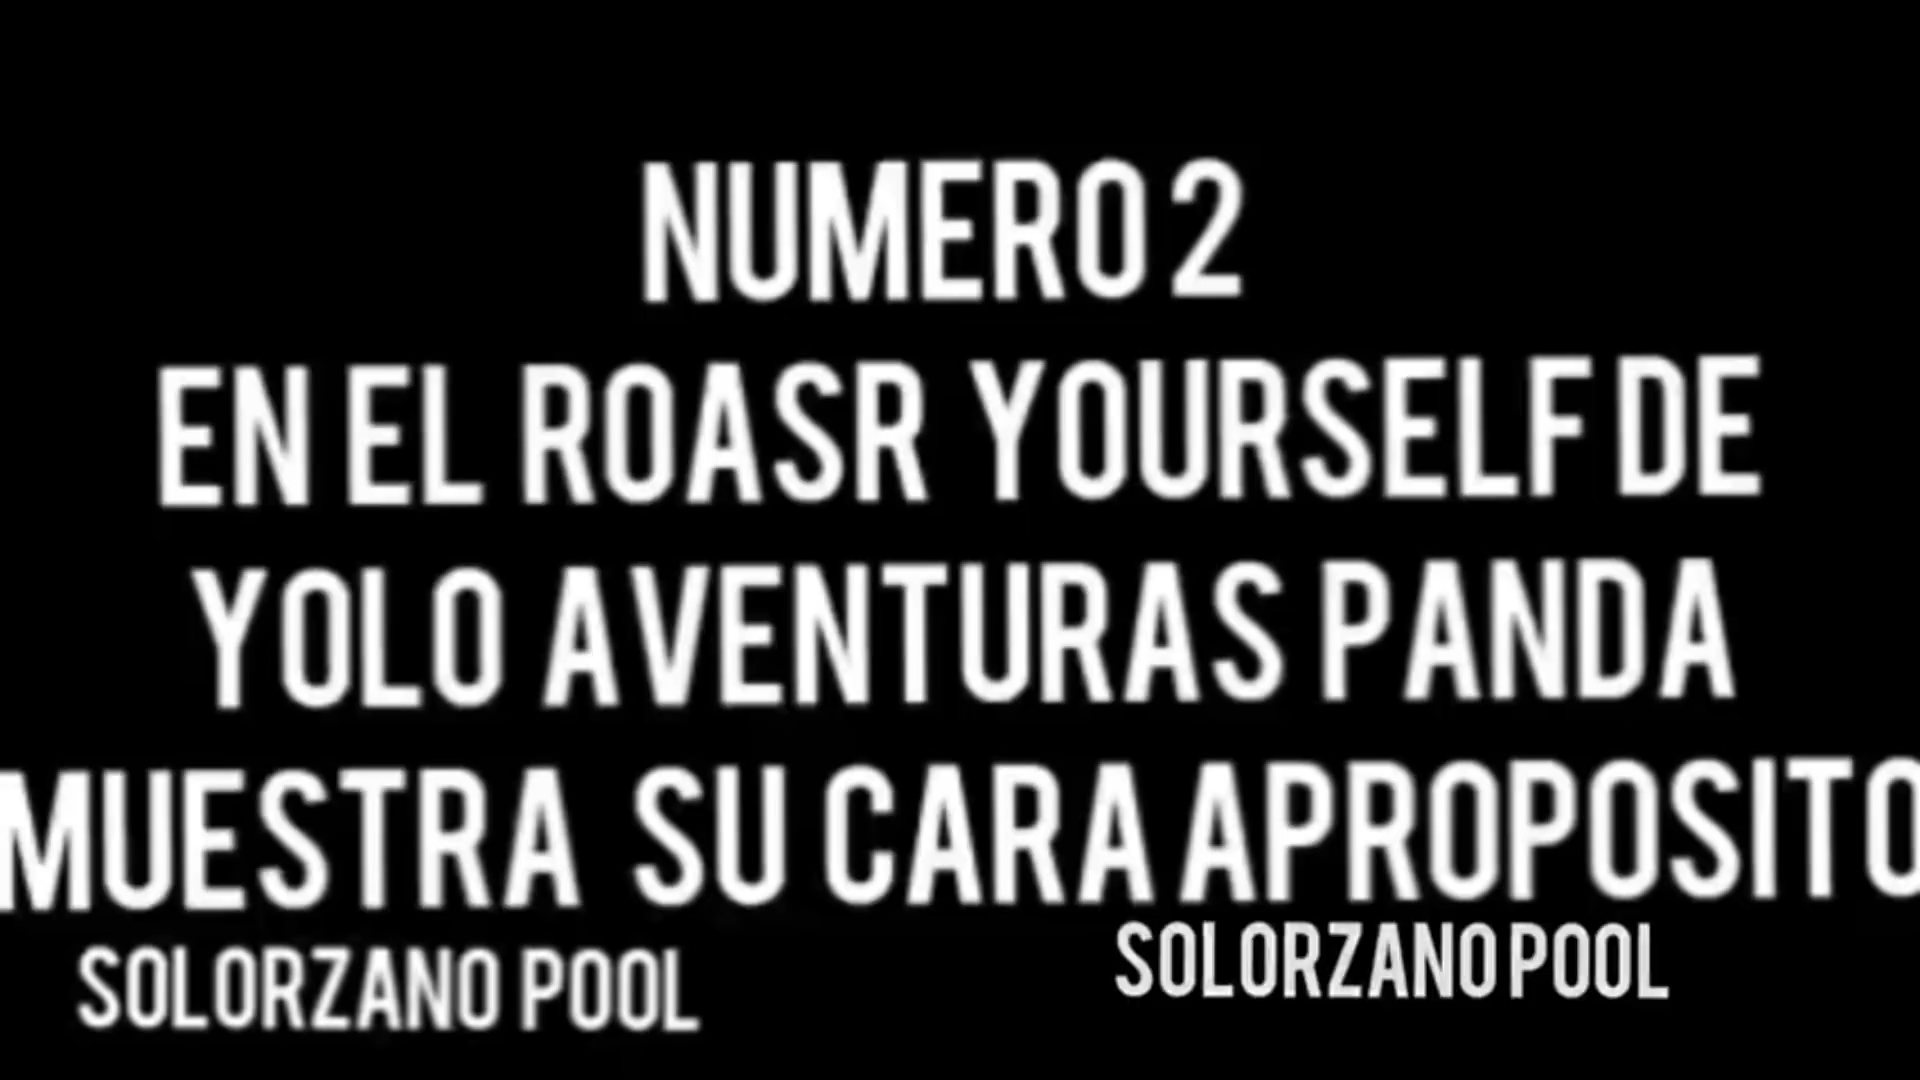 NUMERO 2
EN EL ROASR YOURSELF DE
YOLO AVENTURAS PANDA
MUESTRA SU CARA APROPOSITO
SOLORZANO POOL
SOLORZANO POOL